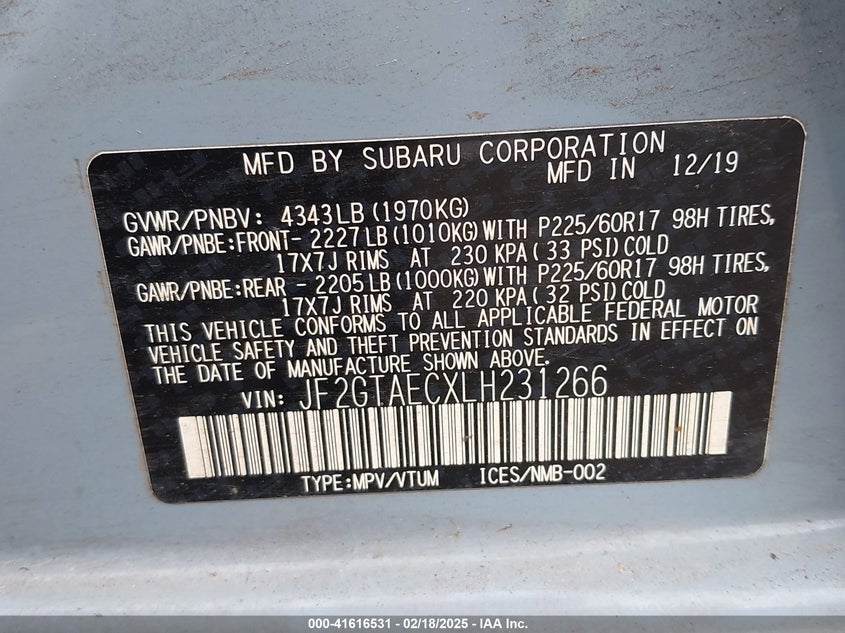 MFD BY SUBARU CORPORATION
MFD IN 12/19
GVWR/PNBV: 4343LB (1970KG)
GAWR/PNBE:FRONT- 2227LB (1010KG) WITH P225/60R17 98H TIRES,
17X7J RIMS AT 230 KPA ( 33 PSI) COLD
GAWR/PNBE:REAR - 2205LB (1000KG) WITH P225/60R17 98H TIRES,
17X7J RIMS AT 220 KPA ( 32 PSI) COLD
THIS VEHICLE CONFORMS TO ALL APPLICABLE FEDERAL MOTOR
VEHICLE SAFETY AND THEFT PREVENTION STANDARDS IN EFFECT ON
THE DATE OF MANUFACTURE SHOWN ABOVE.
VIN: JF2GTAECXLH231266
TYPE:MPV/VTUM ICES/NMB-002
000-41616531 - 02/18/2025 - IAA, Inc.